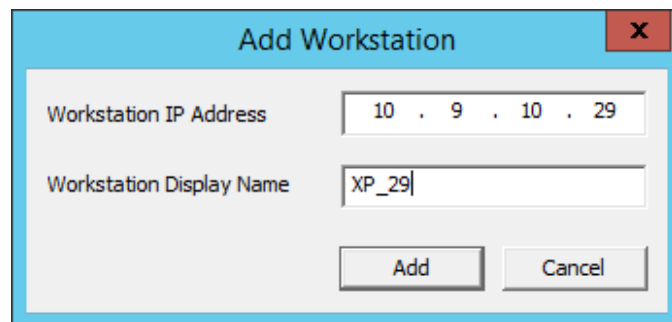 Add Workstation
x
Workstation IP Address 10 . 9 . 10 . 29
Workstation Display Name XP_29
Add Cancel